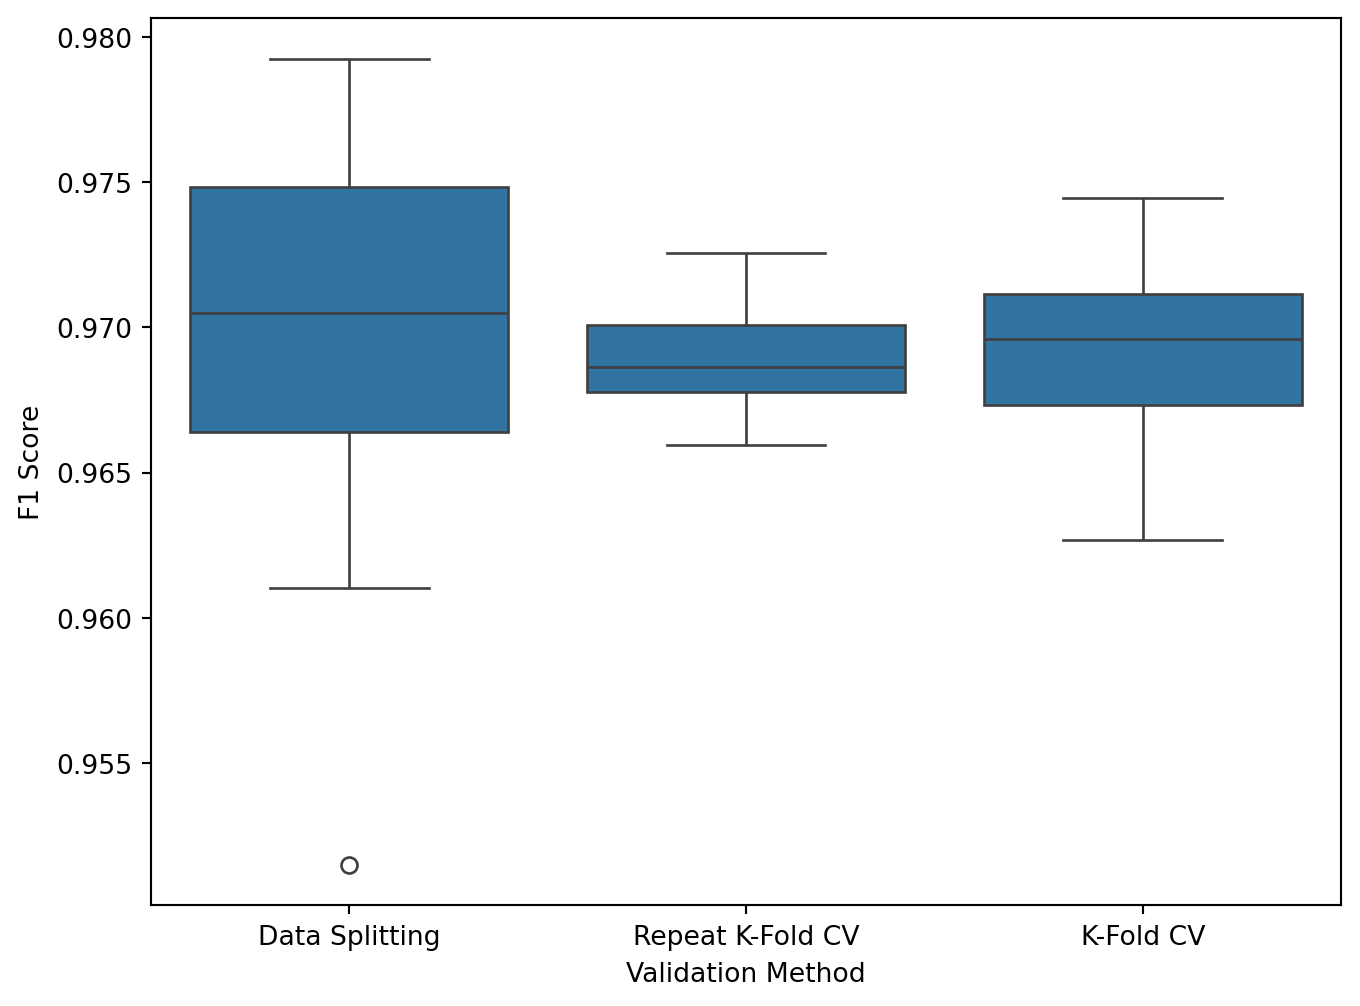 0.980
0.975
0.970
0.965
0.960
0.955
F1 Score
Data Splitting
Repeat K-Fold CV
K-Fold CV
Validation Method